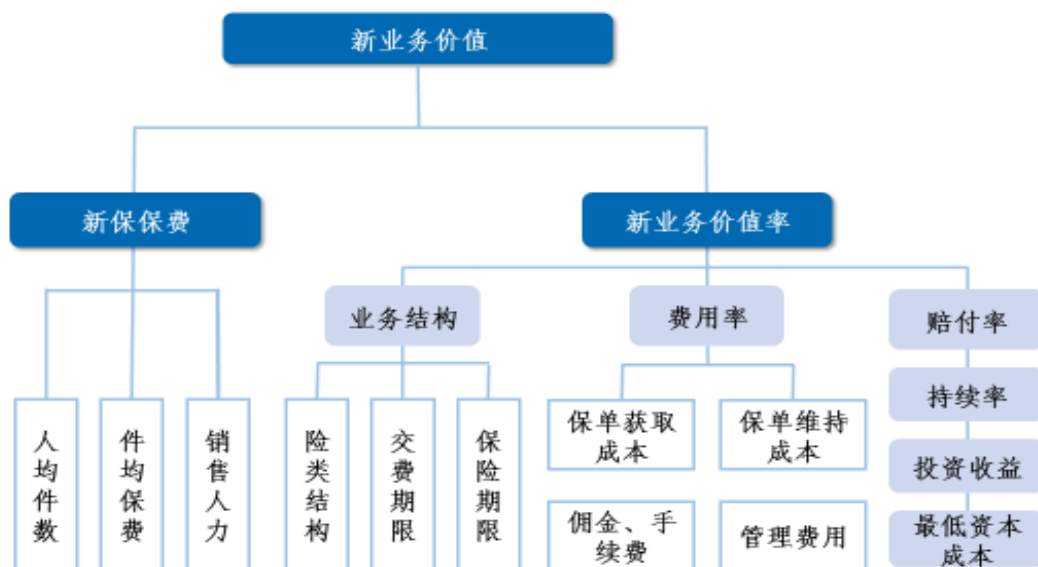 新业务价值
新保保费
新业务价值率
业务结构
费用率
赔付率
持续率
投资收益
最低资本
成本
人均件数
件均保费
销售人力
险类结构
交费期限
保险期限
保单获取
成本
保单维持
成本
佣金、手
续费
管理费用